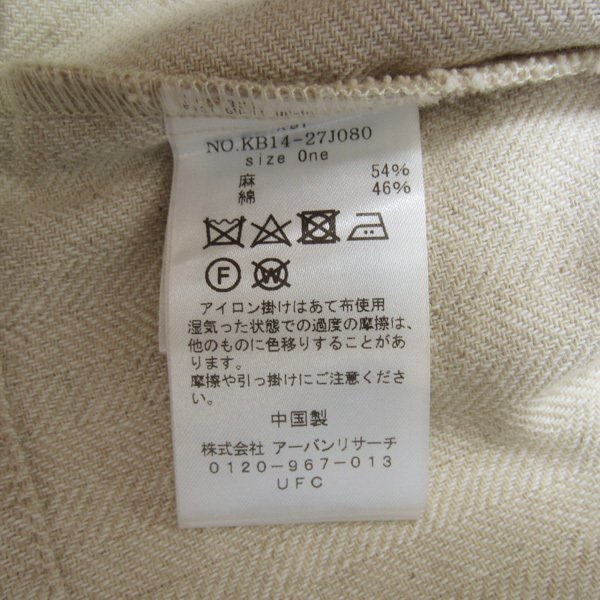 NO.KB14-27J080
size One
麻 54%
綿 46%
F W
アイロン掛けはあて布使用
湿気った状態での過度の摩擦は、
他のものに色移りすることがあ
ります。
摩擦や引っ掛けにご注意くださ
い。
中国製
株式会社 アーバンリサーチ
0120-967-013
UFC